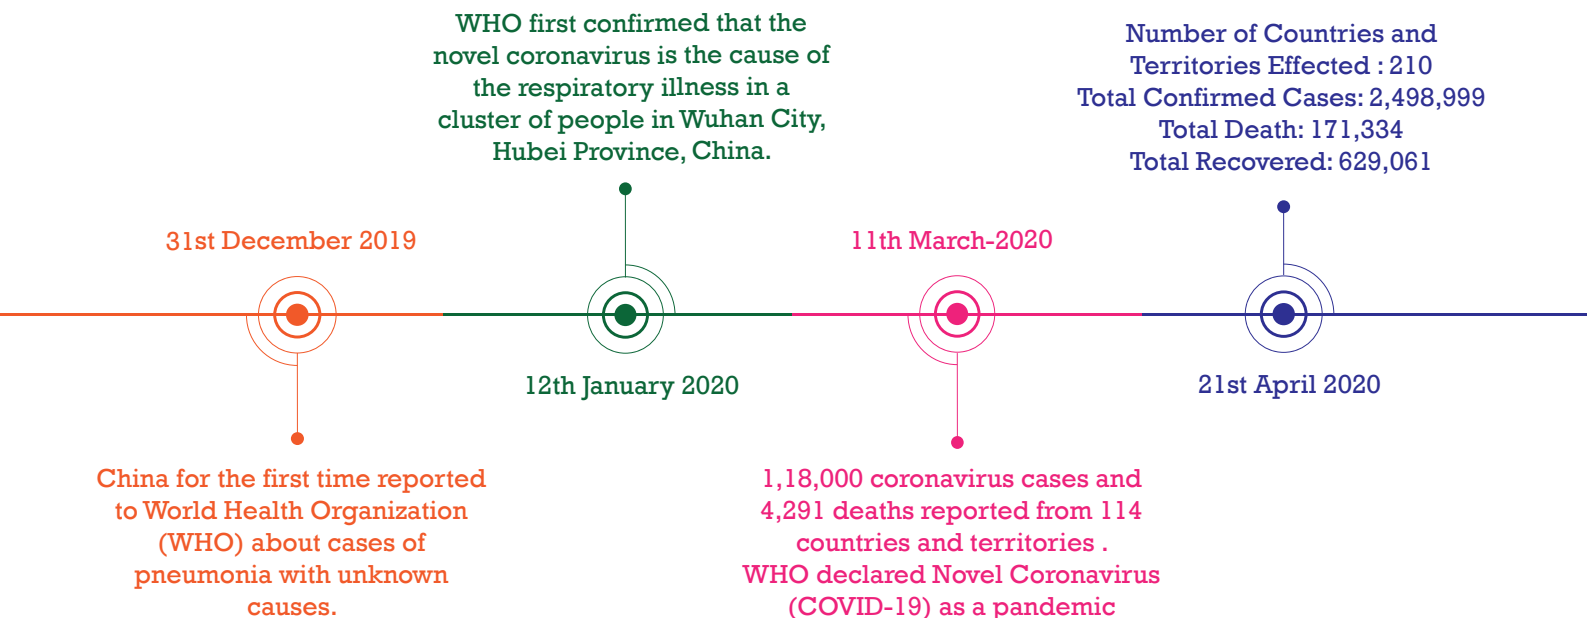 31st December 2019
China for the first time reported
to World Health Organization
(WHO) about cases of
pneumonia with unknown
causes.
WHO first confirmed that the
novel coronavirus is the cause of
the respiratory illness in a
cluster of people in Wuhan City,
Hubei Province, China.
12th January 2020
11th March-2020
1,18,000 coronavirus cases and
4,291 deaths reported from 114
countries and territories .
WHO declared Novel Coronavirus
(COVID-19) as a pandemic
Number of Countries and
Territories Effected : 210
Total Confirmed Cases: 2,498,999
Total Death: 171,334
Total Recovered: 629,061
21st April 2020